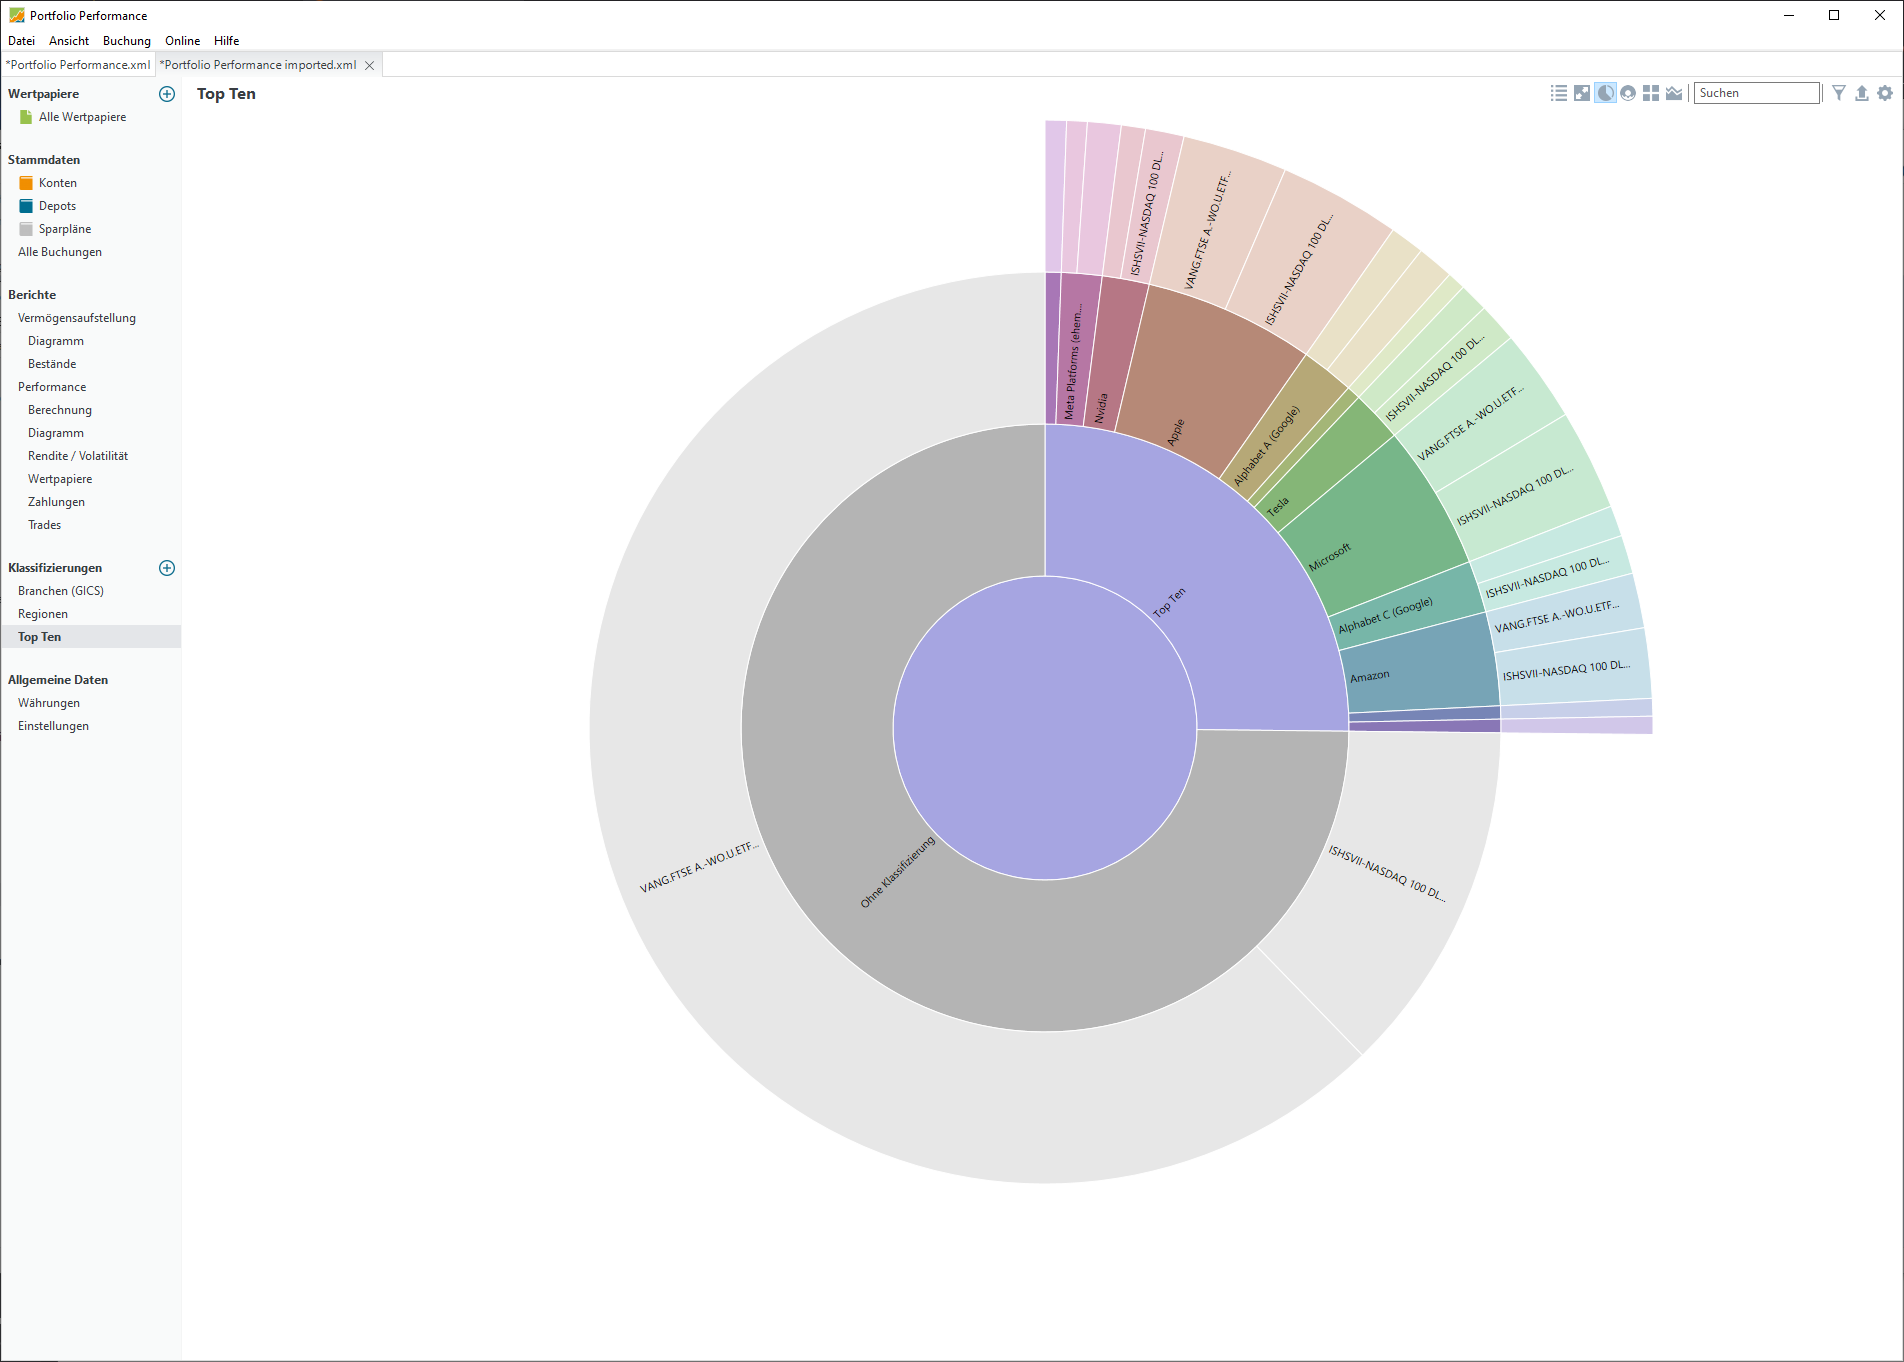 Portfolio Performance
Datei Ansicht Buchung Online Hilfe
*Portfolio Performance.xml *Portfolio Performance imported.xml
Wertpapiere
Alle Wertpapiere
Stammdaten
Konten
Depots
Sparpläne
Alle Buchungen
Berichte
Vermögensaufstellung
Diagramm
Bestände
Performance
Berechnung
Diagramm
Rendite / Volatilität
Wertpapiere
Zahlungen
Trades
Klassifizierungen
Branchen (GICS)
Regionen
Top Ten
Allgemeine Daten
Währungen
Einstellungen
Top Ten
Suchen
ISHSVII-NASDAQ 100 DL...
VANG.FTSE A.-WO.U.ETF...
ISHSVII-NASDAQ 100 DL...
Meta Platforms (ehem....
Nvidia
Apple
Alphabet A (Google)
Tesla
ISHSVII-NASDAQ 100 DL...
VANG.FTSE A.-WO.U.ETF...
ISHSVII-NASDAQ 100 DL...
Microsoft
ISHSVII-NASDAQ 100 DL...
Alphabet C (Google)
VANG.FTSE A.-WO.U.ETF...
Amazon
ISHSVII-NASDAQ 100 DL...
Top Ten
Ohne Klassifizierung
VANG.FTSE A.-WO.U.ETF...
ISHSVII-NASDAQ 100 DL...